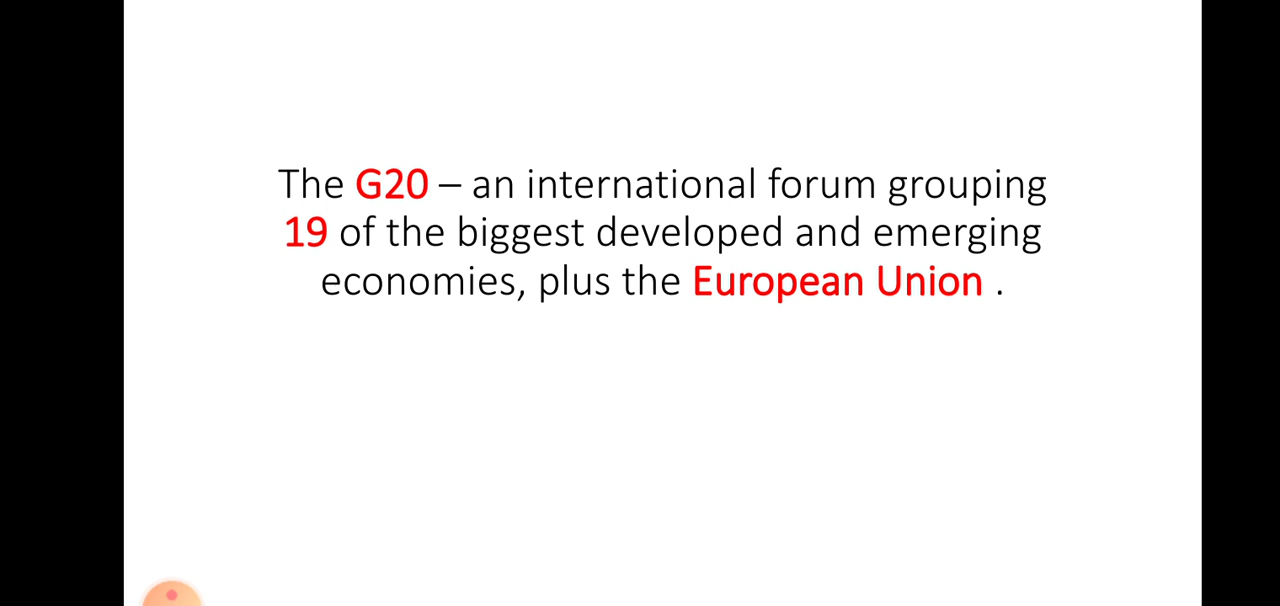 The G20 – an international forum grouping
19 of the biggest developed and emerging
economies, plus the European Union .